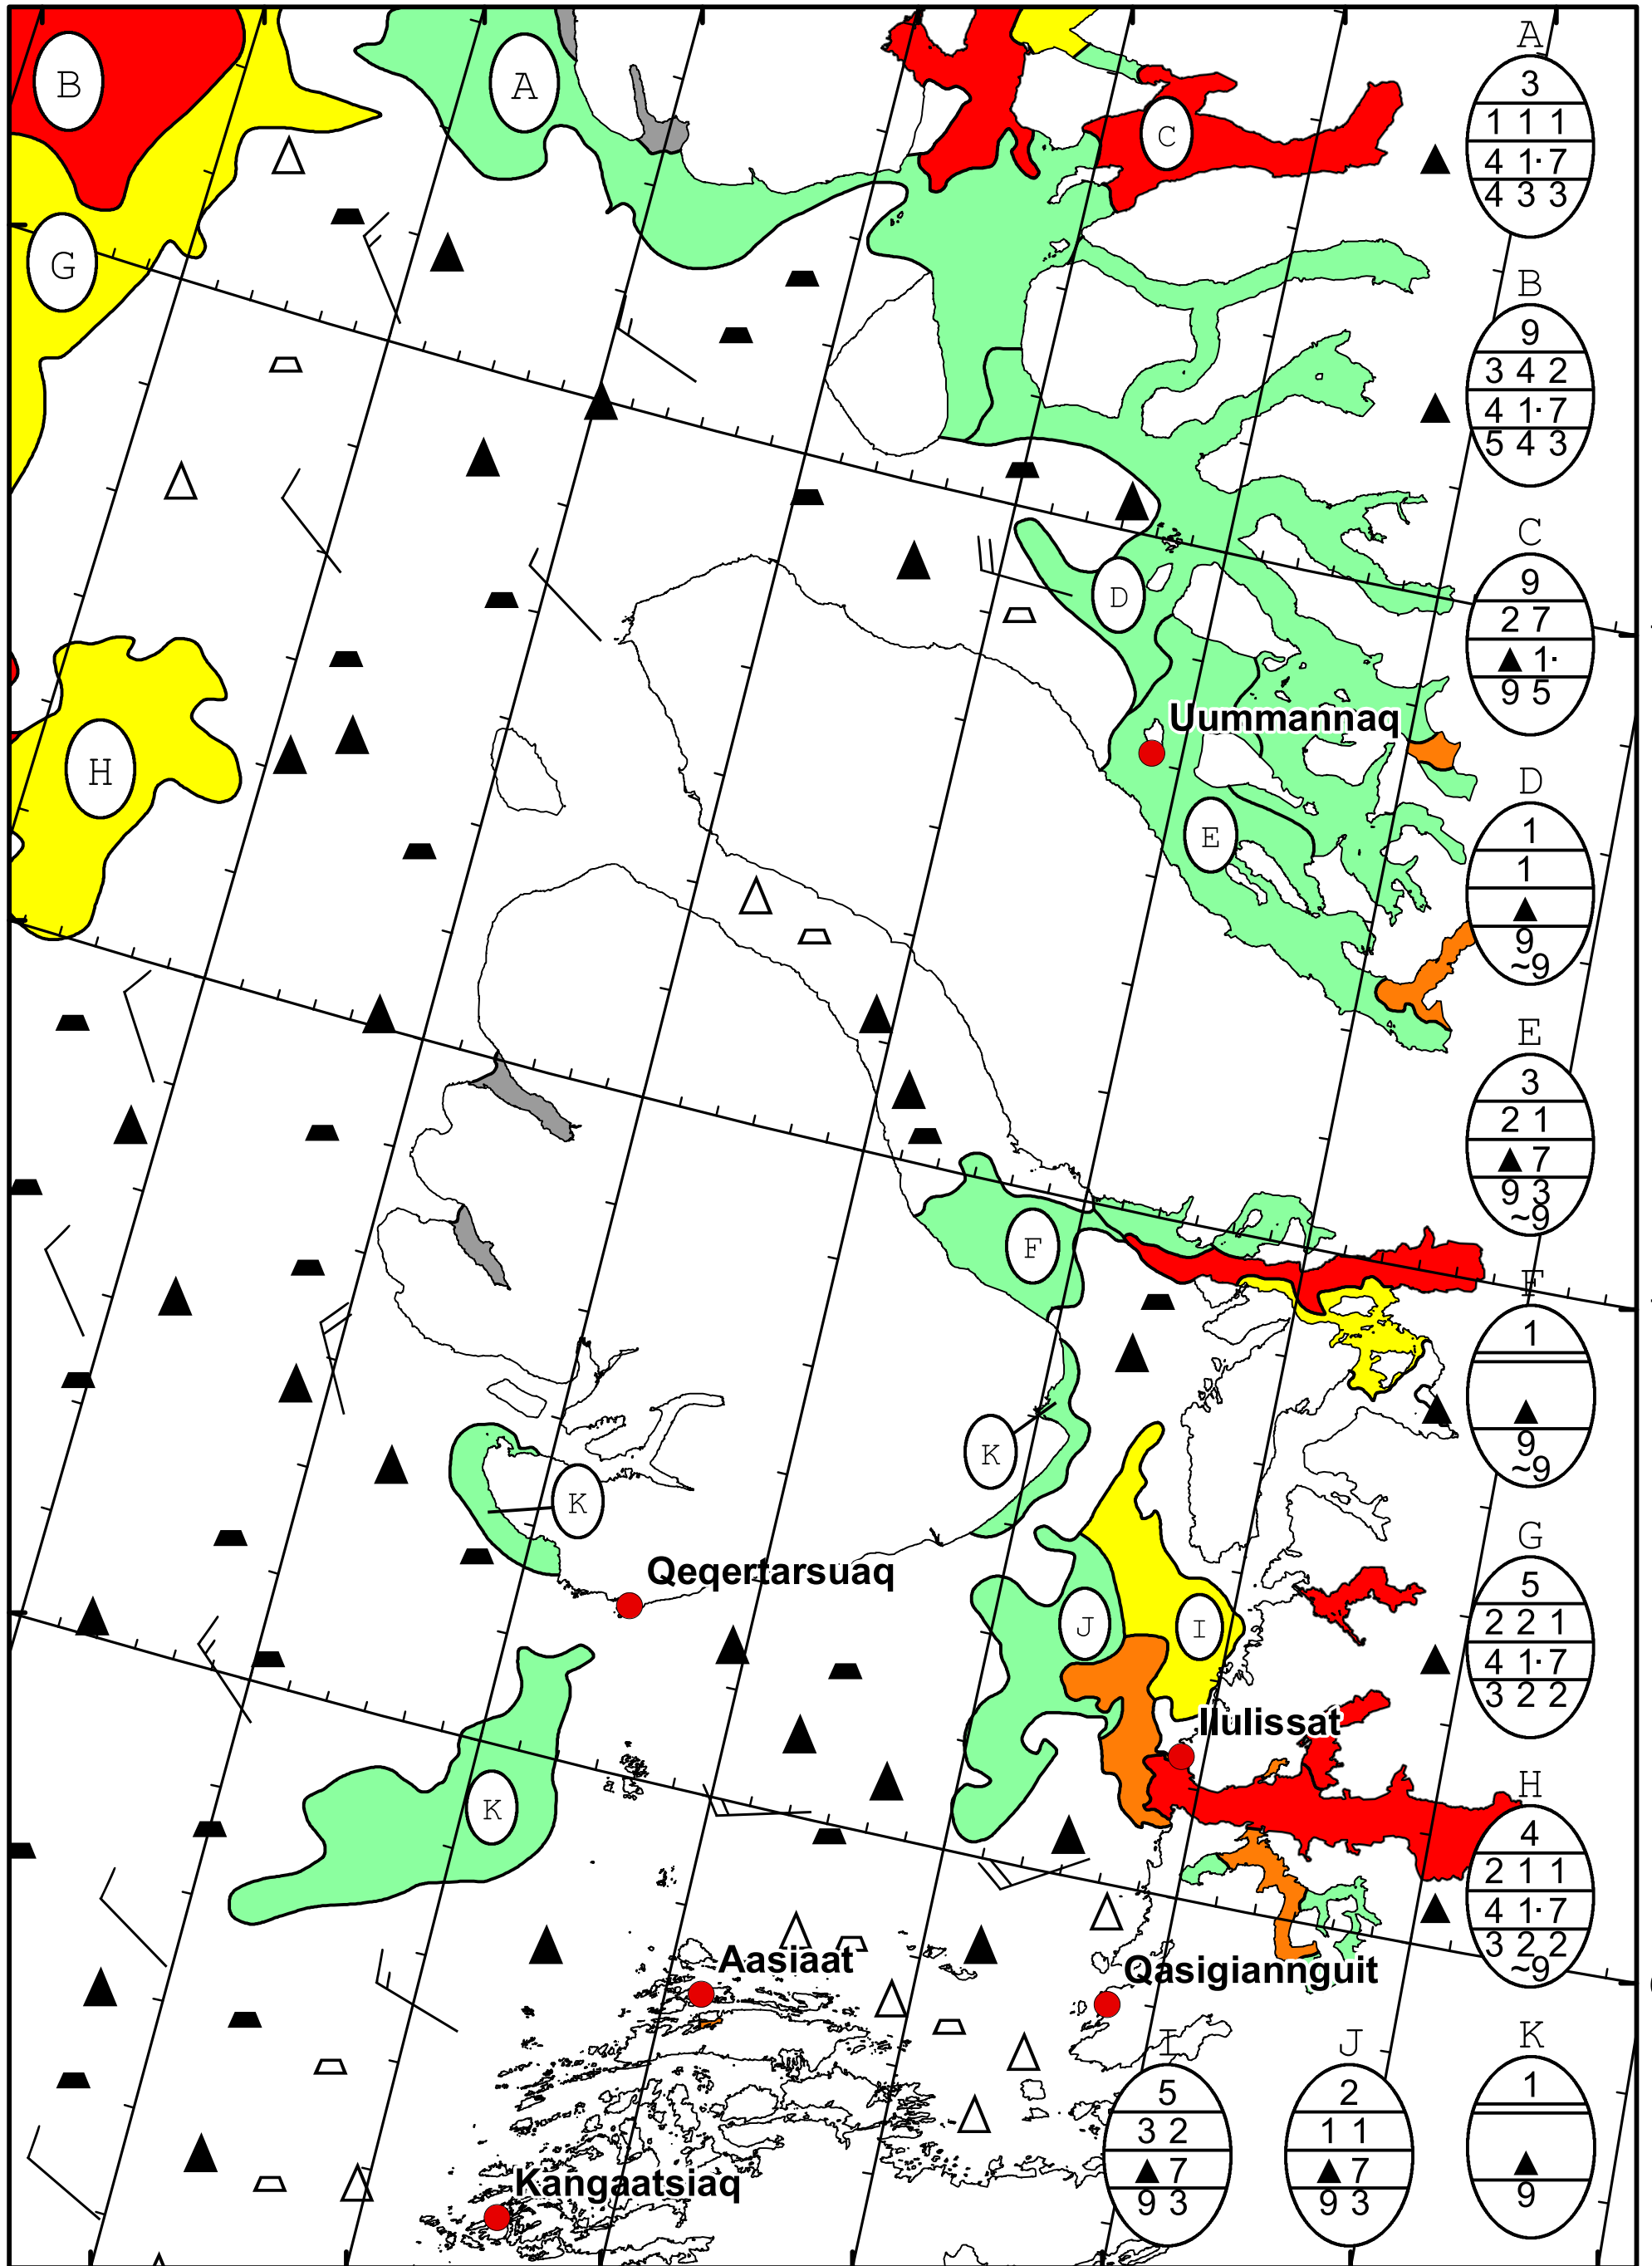 A
3
1 1 1
4 1· 7
4 3 3
B
A
C
G
B
9
3 4 2
4 1· 7
5 4 3
C
9
2 7
▲ 1·
9 5
D
Uummannaq
H
D
1
1
▲
9
~9
E
E
3
2 1
▲ 7
9 3
~9
F
F
1
▲
9
~9
K
K
G
5
2 2 1
4 1· 7
3 2 2
Qeqertarsuaq
J
I
Ilulissat
K
H
4
2 1 1
4 1· 7
3 2 2
~9
Aasiaat
Qasigiannguit
I
5
3 2
▲ 7
9 3
J
2
1 1
▲ 7
9 3
K
1
▲
9
Kangaatsiaq